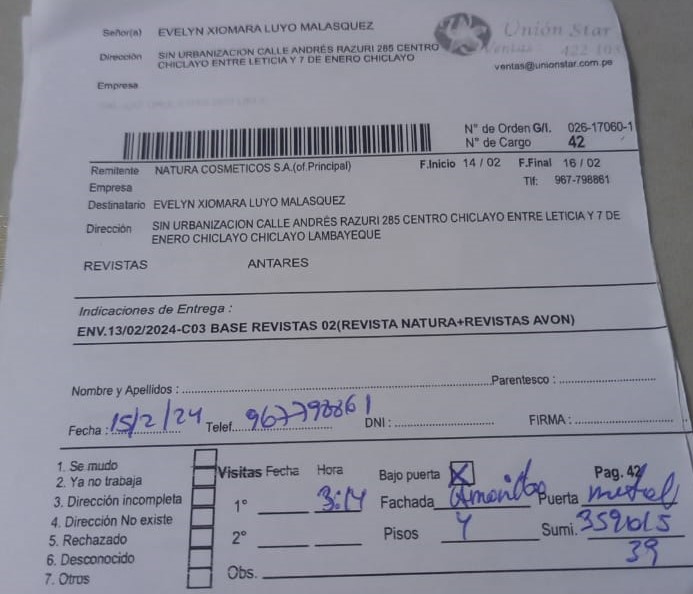 Señor(a) EVELYN XIOMARA LUYO MALASQUEZ
Dirección SIN URBANIZACION CALLE ANDRÉS RAZURI 265 CENTRO
CHICLAYO ENTRE LETICIA Y 7 DE ENERO CHICLAYO
Empresa
Unión Star
Ventas
ventas@unionstar.com.pe
N° de Orden G/I. 026-17060-1
N° de Cargo 42
Remitente NATURA COSMETICOS S.A.(of.Principal) F.Inicio 14 / 02 F.Final 16 / 02
Empresa Tlf: 967-798861
Destinatario EVELYN XIOMARA LUYO MALASQUEZ
Dirección SIN URBANIZACION CALLE ANDRÉS RAZURI 285 CENTRO CHICLAYO ENTRE LETICIA Y 7 DE
ENERO CHICLAYO CHICLAYO LAMBAYEQUE
REVISTAS ANTARES
Indicaciones de Entrega :
ENV.13/02/2024-C03 BASE REVISTAS 02(REVISTA NATURA+REVISTAS AVON)
Nombre y Apellidos : Parentesco :
Fecha : 15/2/24 Telef. 967798861 DNI : FIRMA :
1. Se mudo
2. Ya no trabaja
3. Dirección incompleta
4. Dirección No existe
5. Rechazado
6. Desconocido
7. Otros
Visitas Fecha Hora Bajo puerta X Pag. 42
1° 3:14 Fachada Puerta metal
2° Pisos 4 Sumi.
39
Obs.